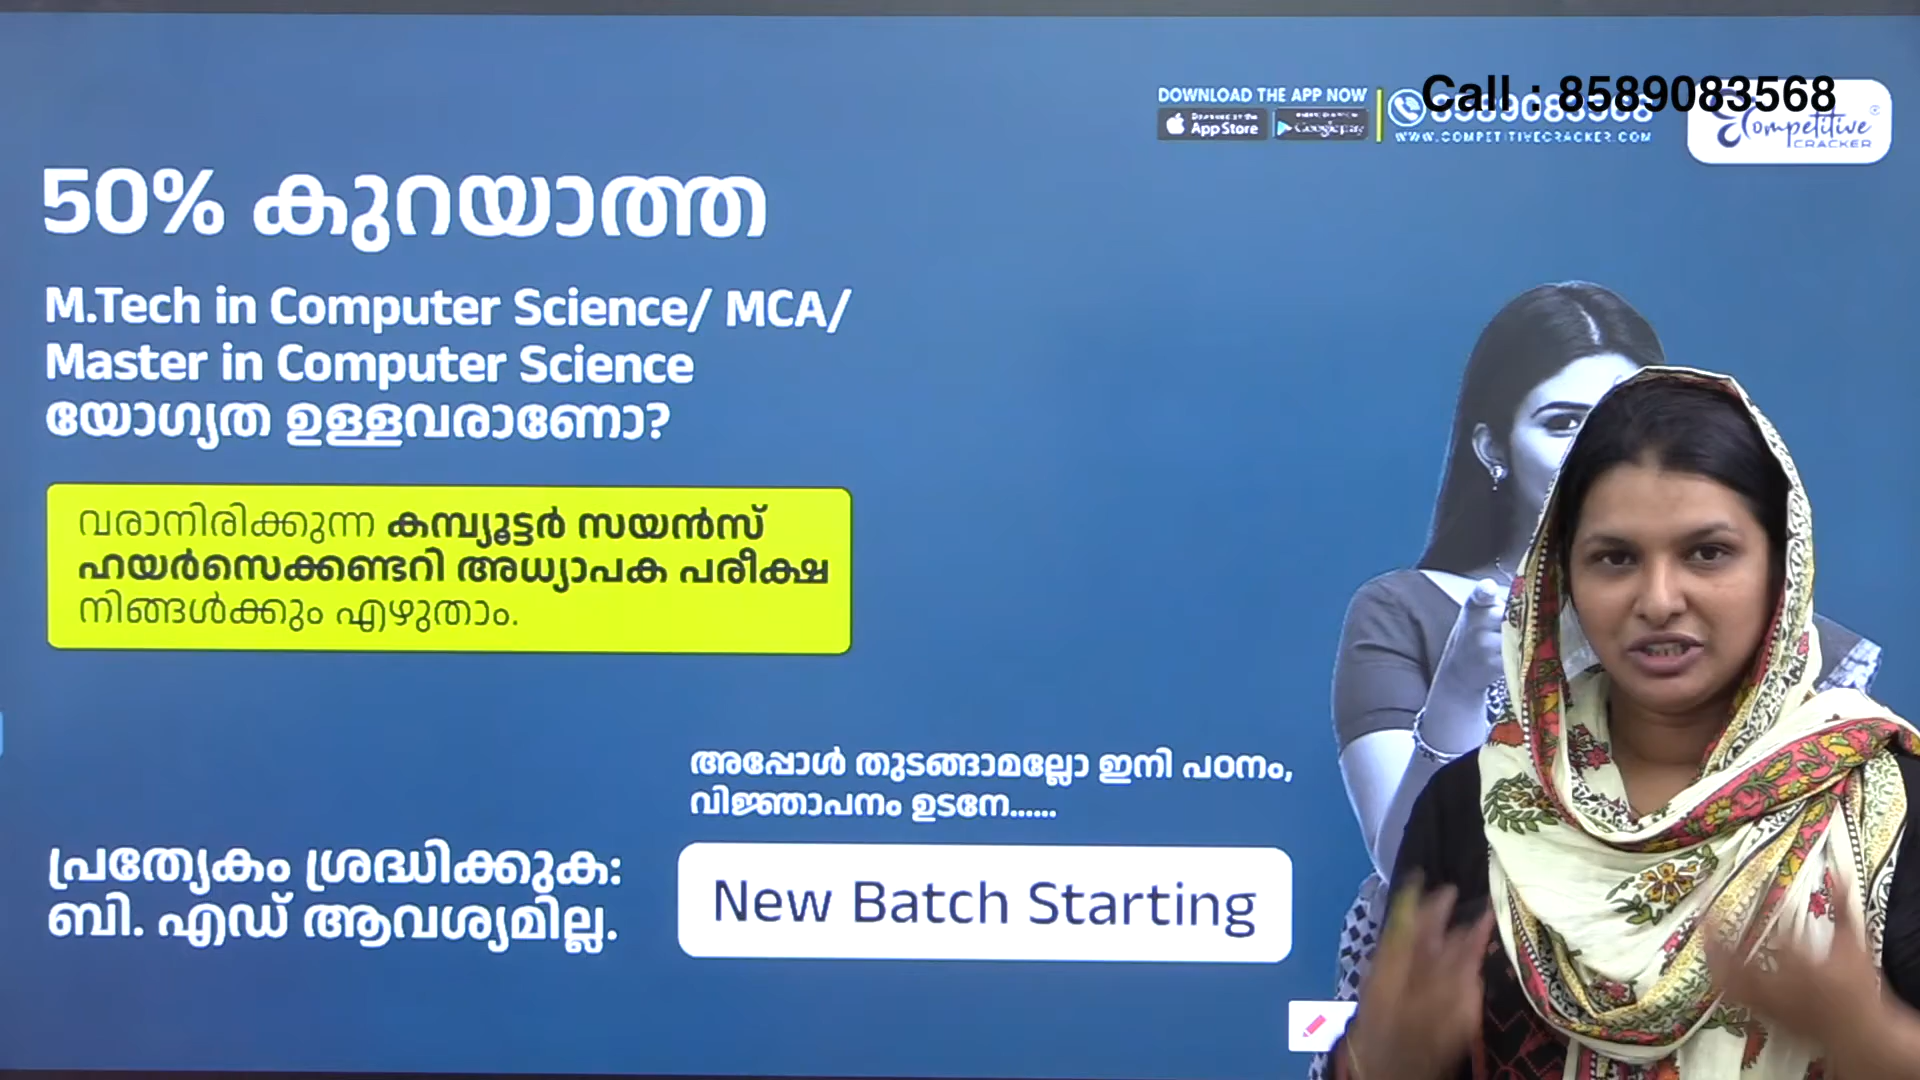 Call : 8589083568
DOWNLOAD THE APP NOW
App Store
WWW.COMPETITIVECRACKER.COM
Competitive
CRACKER
50% കുറയാത്ത
M.Tech in Computer Science/ MCA/
Master in Computer Science
യോഗ്യത ഉള്ളവരാണോ?
വരാനിരിക്കുന്ന കമ്പ്യൂട്ടർ സയൻസ്
ഹയർസെക്കണ്ടറി അധ്യാപക പരീക്ഷ
നിങ്ങൾക്കും എഴുതാം.
അപ്പോൾ തുടങ്ങാമല്ലോ ഇനി പഠനം,
വിജ്ഞാപനം ഉടനേ......
പ്രത്യേകം ശ്രദ്ധിക്കുക:
ബി. എഡ് ആവശ്യമില്ല.
New Batch Starting